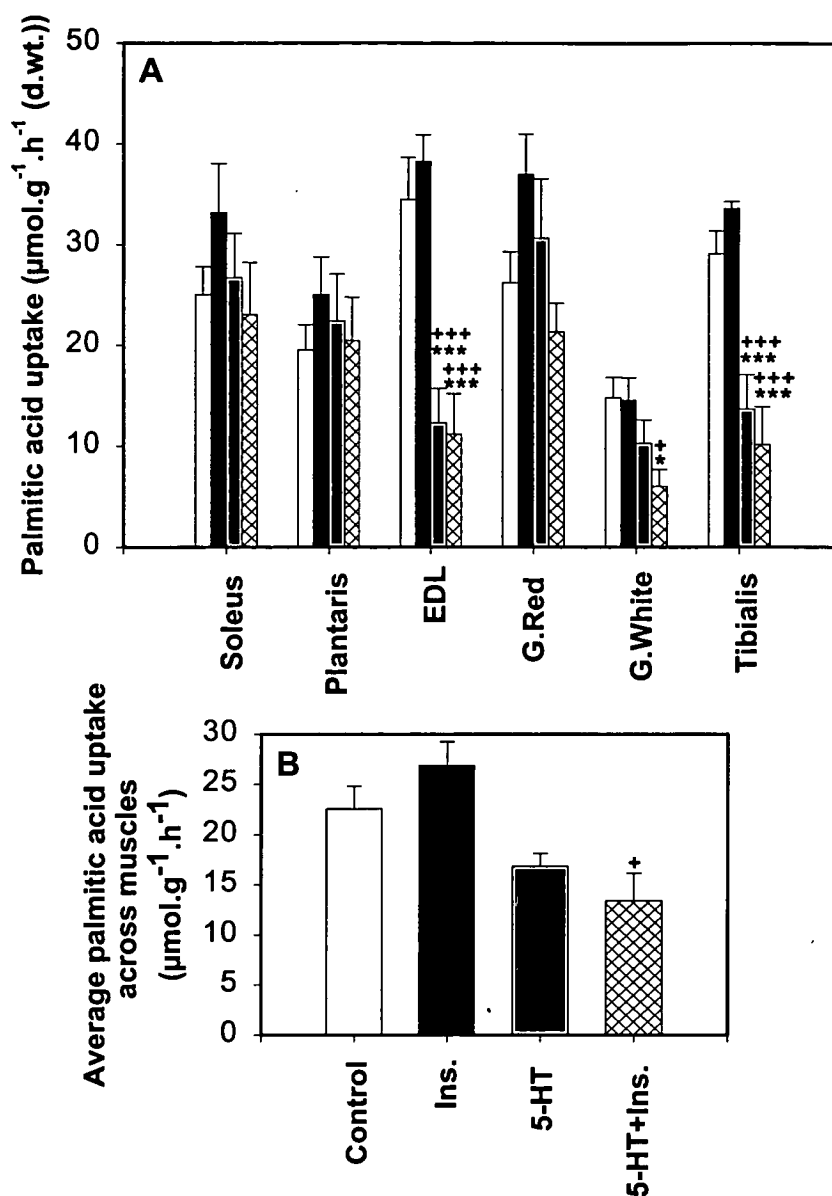 A
Palmitic acid uptake (µmol.g⁻¹.h⁻¹ (d.wt.))
50
40
30
20
10
0
+++
***
+++
***
+
*
+++
***
+++
***
Soleus
Plantaris
EDL
G.Red
G.White
Tibialis
B
Average palmitic acid uptake
across muscles
(µmol.g⁻¹.h⁻¹)
30
25
20
15
10
5
0
+
Control
Ins.
5-HT
5-HT+Ins.